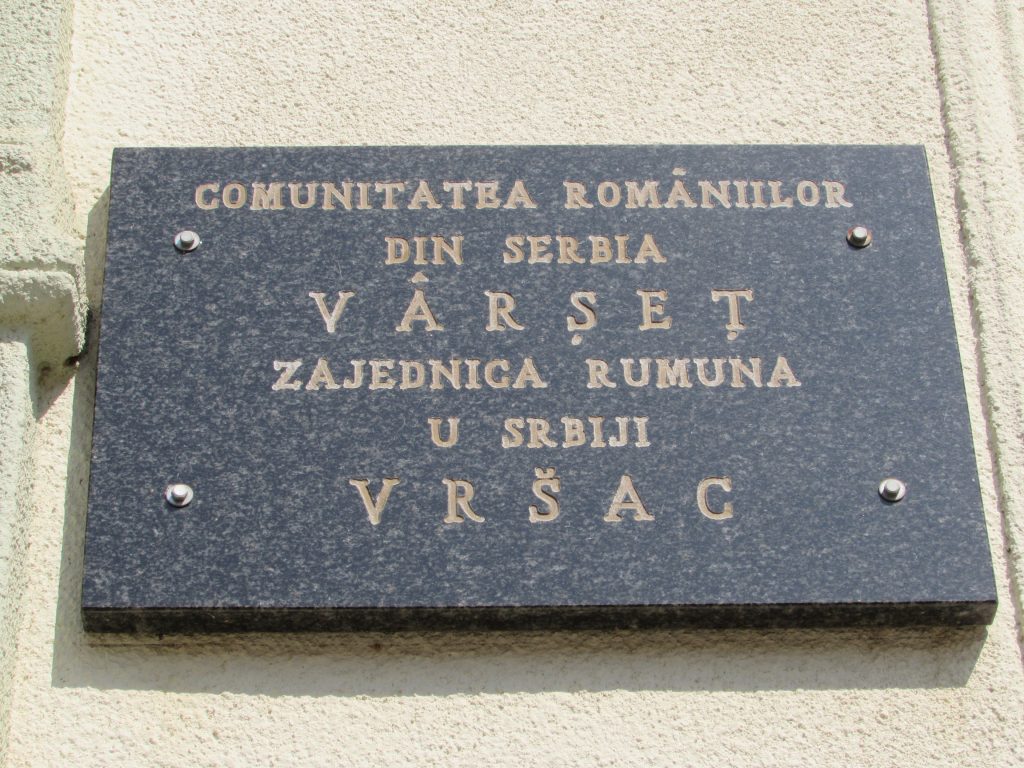 COMUNITATEA ROMÂNIILOR
DIN SERBIA
VÂRȘEȚ
ZAJEDNICA RUMUNA
U SRBIJI
VRŠAC